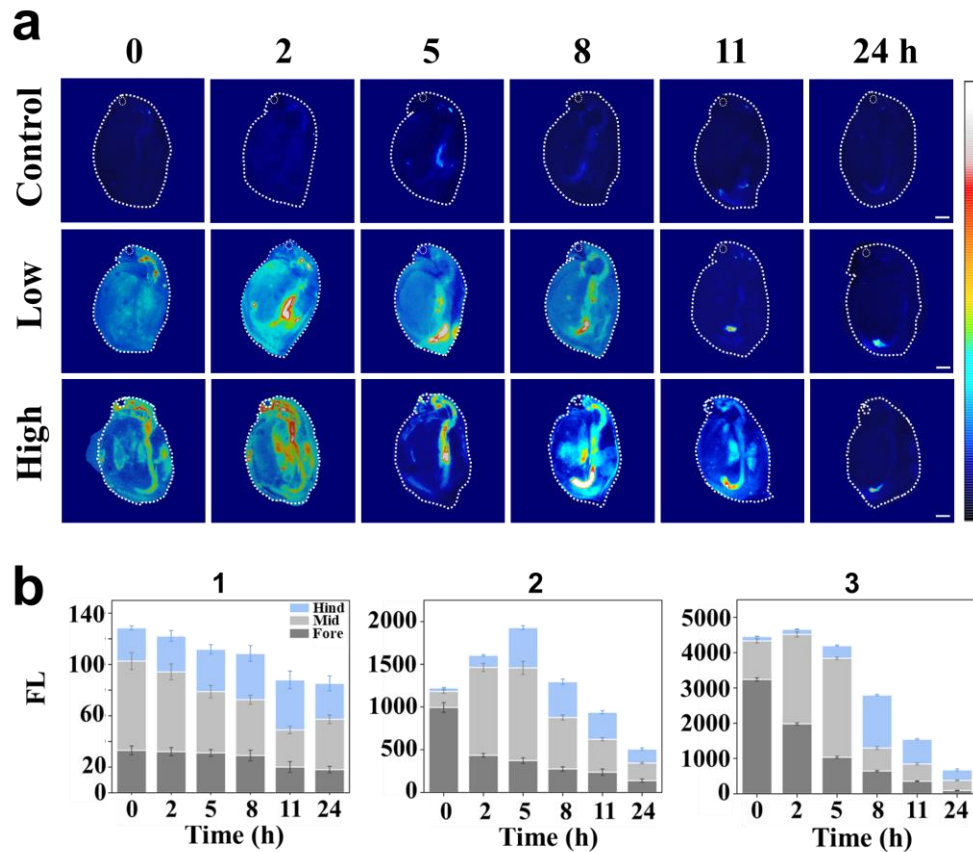 a
0 2 5 8 11 24 h
Control
Low
High
b
1
140
100
60
20
0
Hind
Mid
Fore
0 2 5 8 11 24
Time (h)
FL
2
2000
1500
1000
500
0
0 2 5 8 11 24
Time (h)
3
5000
4000
3000
2000
1000
0
0 2 5 8 11 24
Time (h)